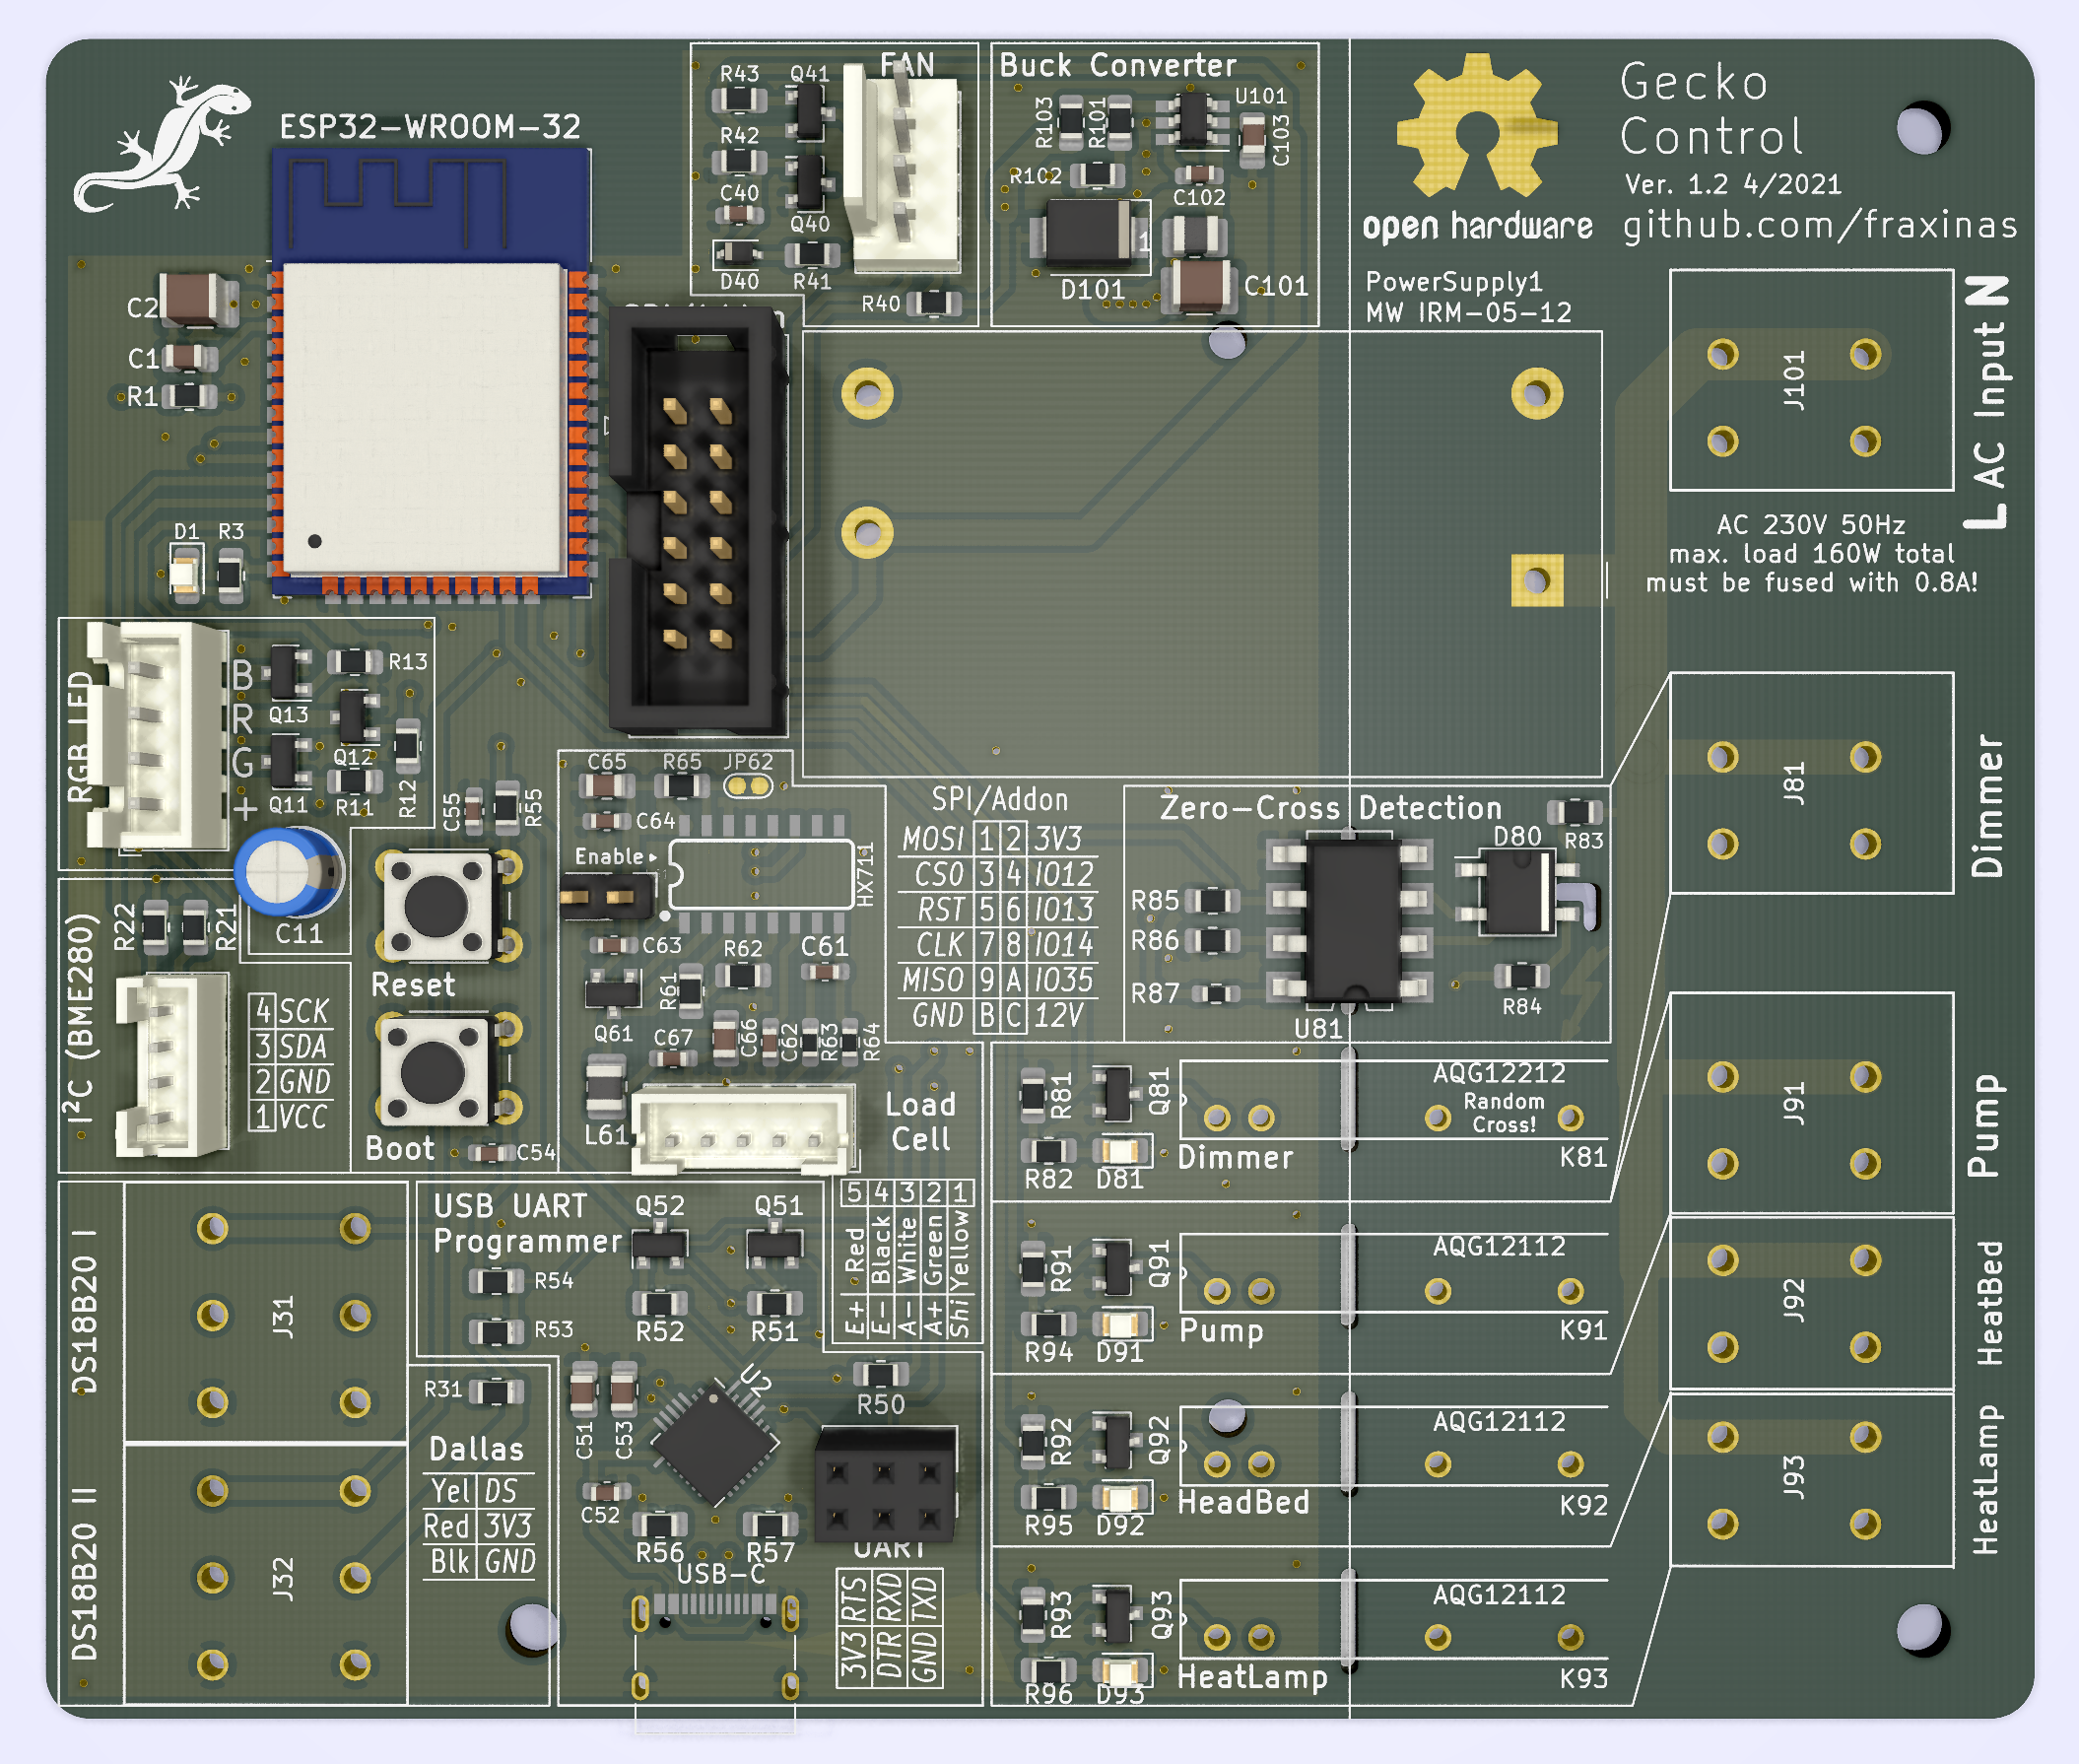 FAN
Buck Converter
R43
Q41
R42
C40
Q40
D40
R41
R40
R103
R101
U101
C103
R102
C102
1
D101
C101
open hardware
Gecko
Control
Ver. 1.2 4/2021
github.com/fraxinas
ESP32-WROOM-32
C2
C1
R1
D1
R3
PowerSupply1
MW IRM-05-12
J101
L AC Input N
AC 230V 50Hz
max. load 160W total
must be fused with 0.8A!
RGB LED
B
R
G
+
Q13
R13
Q12
Q11
R11
R12
C55
R55
C11
R22
R21
I²C (BME280)
4 SCK
3 SDA
2 GND
1 VCC
Reset
Boot
C54
C65
R65
JP62
C64
Enable
HX711
C63
R62
C61
R61
Q61
C67
C66
C62
R63
R64
L61
Load
Cell
SPI/Addon
MOSI 1 2 3V3
CS0 3 4 IO12
RST 5 6 IO13
CLK 7 8 IO14
MISO 9 A IO35
GND B C 12V
Zero-Cross Detection
D80
R83
R85
R86
R87
U81
R84
J81
Dimmer
R81
Q81
AQG12212
Random
Cross!
R82
D81
Dimmer
K81
J91
Pump
R91
Q91
AQG12112
R94
D91
Pump
K91
J92
HeatBed
R92
Q92
AQG12112
R95
D92
HeadBed
K92
J93
HeatLamp
R93
Q93
AQG12112
R96
D93
HeatLamp
K93
DS18B20 I
J31
DS18B20 II
J32
USB UART
Programmer
Q52
Q51
R54
R53
R52
R51
5 4 3 2 1
E+ Red
E- Black
A- White
A+ Green
Shi Yellow
R31
Dallas
Yel DS
Red 3V3
Blk GND
C51
C53
U2
R50
C52
R56
R57
USB-C
UART
3V3 RTS
DTR RXD
GND TXD